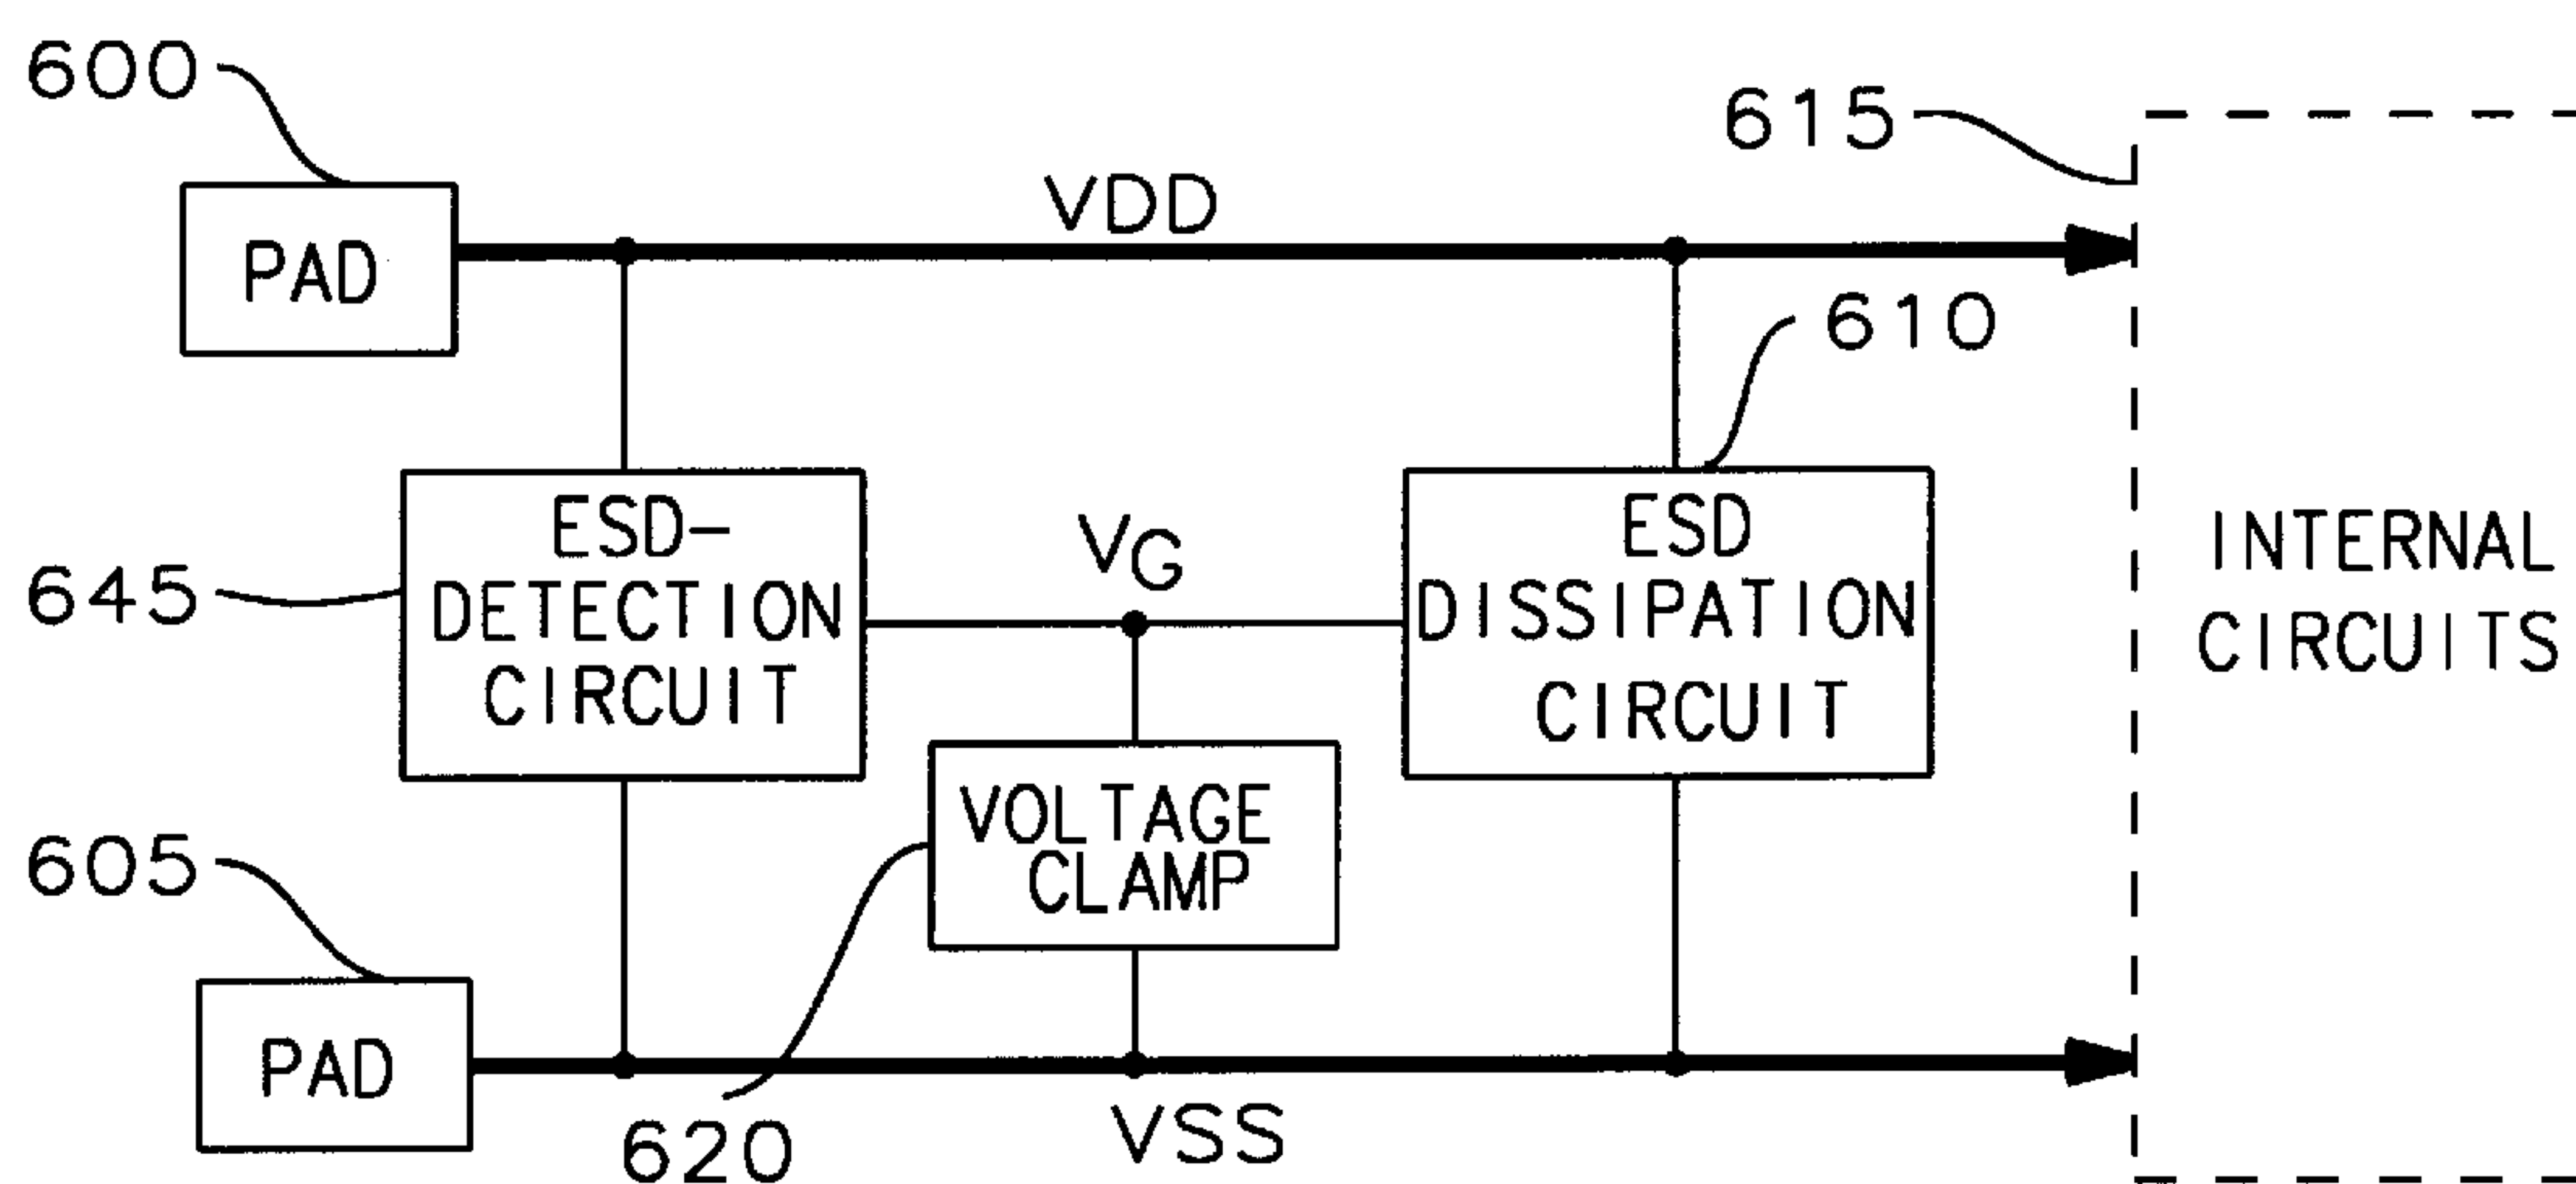 600
615
VDD
PAD
610
ESD-
DETECTION
CIRCUIT
VG
ESD
DISSIPATION
CIRCUIT
INTERNAL
CIRCUITS
645
VOLTAGE
CLAMP
605
PAD
620
VSS